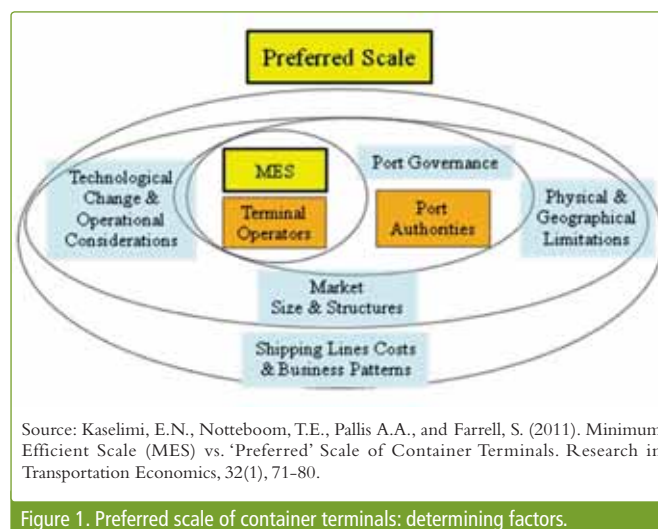 Preferred Scale
Technological
Change &
Operational
Considerations
MES
Terminal
Operators
Port Governance
Port
Authorities
Physical &
Geographical
Limitations
Market
Size & Structures
Shipping Lines Costs
& Business Patterns
Source: Kaselimi, E.N., Notteboom, T.E., Pallis A.A., and Farrell, S. (2011). Minimum
Efficient Scale (MES) vs. ‘Preferred’ Scale of Container Terminals. Research in
Transportation Economics, 32(1), 71-80.
Figure 1. Preferred scale of container terminals: determining factors.